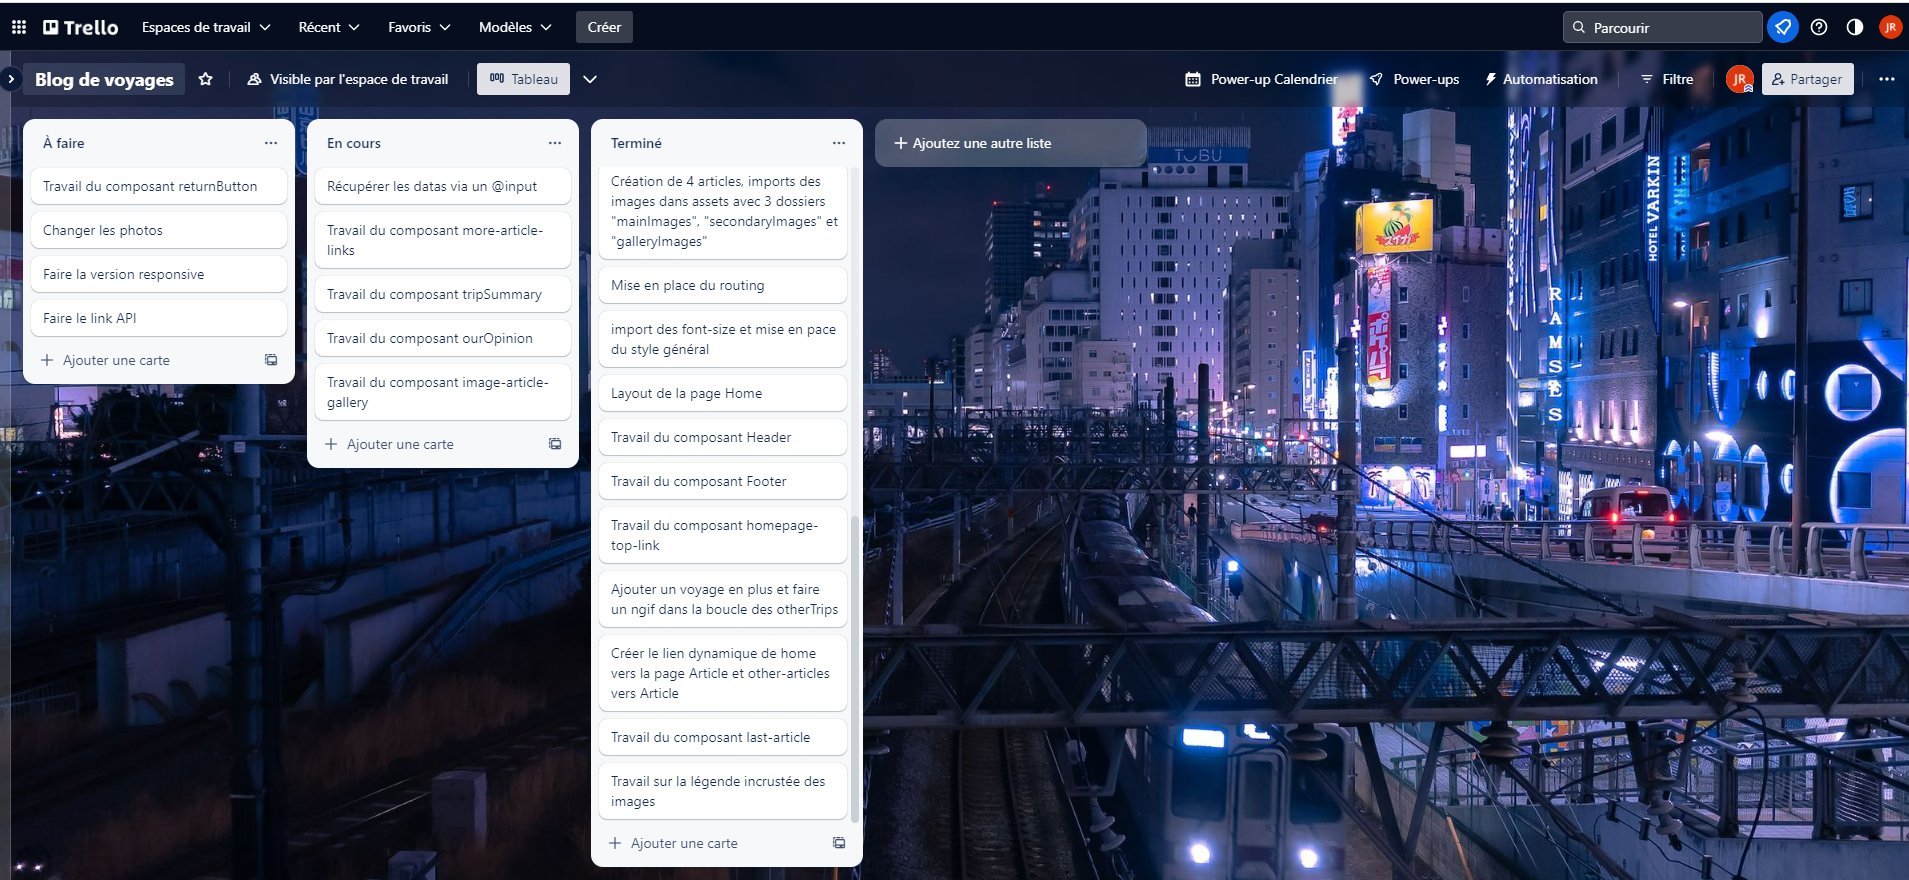 Trello
Espaces de travail
Récent
Favoris
Modèles
Créer
Parcourir
JR
Blog de voyages
Visible par l'espace de travail
Tableau
Power-up Calendrier
Power-ups
Automatisation
Filtre
JR
Partager
À faire
Travail du composant returnButton
Changer les photos
Faire la version responsive
Faire le link API
Ajouter une carte
En cours
Récupérer les datas via un @input
Travail du composant more-article-
links
Travail du composant tripSummary
Travail du composant ourOpinion
Travail du composant image-article-
gallery
Ajouter une carte
Terminé
Création de 4 articles, imports des
images dans assets avec 3 dossiers
"mainImages", "secondaryImages" et
"galleryImages"
Mise en place du routing
import des font-size et mise en pace
du style général
Layout de la page Home
Travail du composant Header
Travail du composant Footer
Travail du composant homepage-
top-link
Ajouter un voyage en plus et faire
un ngif dans la boucle des otherTrips
Créer le lien dynamique de home
vers la page Article et other-articles
vers Article
Travail du composant last-article
Travail sur la légende incrustée des
images
Ajouter une carte
Ajoutez une autre liste
TOBU
HOTEL VARKIN
RAMSES